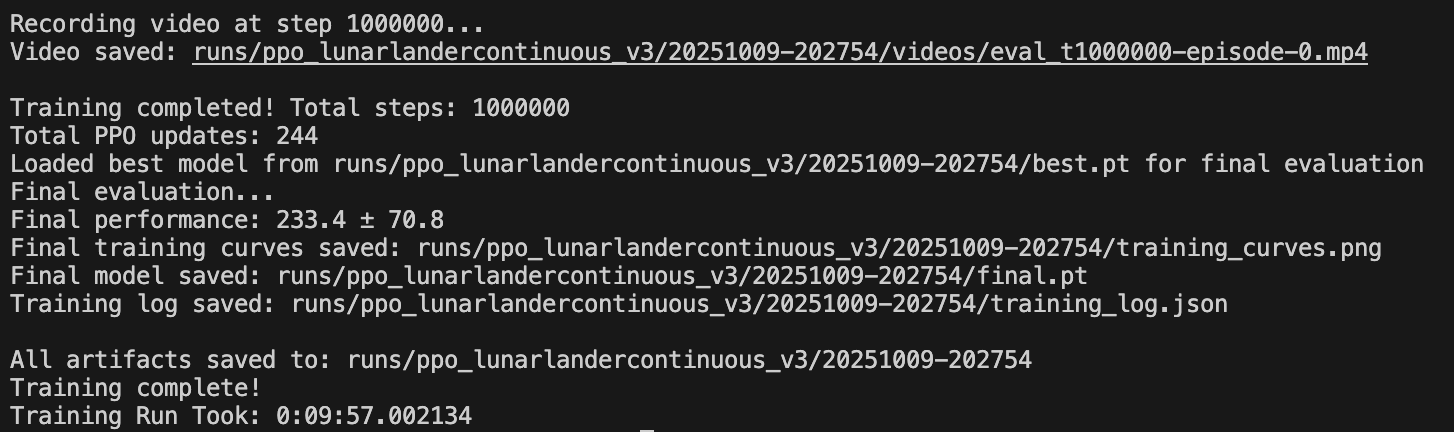 Recording video at step 1000000...
Video saved: runs/ppo_lunarlandercontinuous_v3/20251009-202754/videos/eval_t1000000-episode-0.mp4
Training completed! Total steps: 1000000
Total PPO updates: 244
Loaded best model from runs/ppo_lunarlandercontinuous_v3/20251009-202754/best.pt for final evaluation
Final evaluation...
Final performance: 233.4 ± 70.8
Final training curves saved: runs/ppo_lunarlandercontinuous_v3/20251009-202754/training_curves.png
Final model saved: runs/ppo_lunarlandercontinuous_v3/20251009-202754/final.pt
Training log saved: runs/ppo_lunarlandercontinuous_v3/20251009-202754/training_log.json
All artifacts saved to: runs/ppo_lunarlandercontinuous_v3/20251009-202754
Training complete!
Training Run Took: 0:09:57.002134